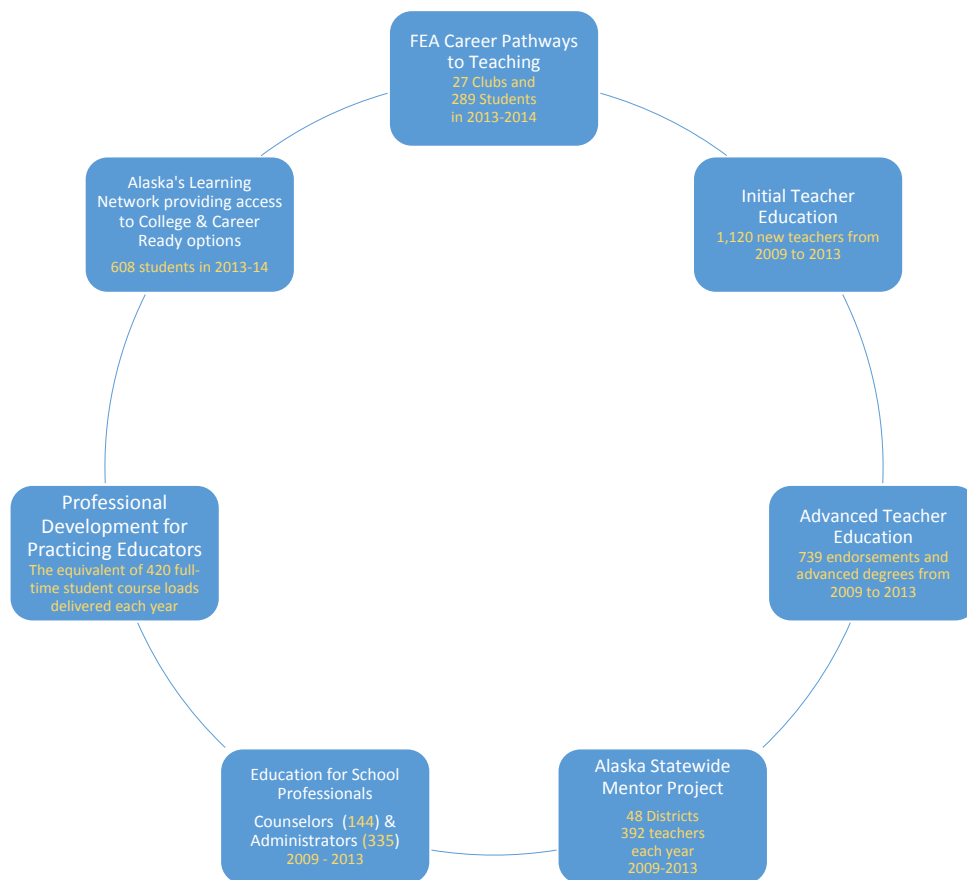 FEA Career Pathways
to Teaching
27 Clubs and
289 Students
in 2013-2014
Initial Teacher
Education
1,120 new teachers from
2009 to 2013
Advanced Teacher
Education
739 endorsements and
advanced degrees from
2009 to 2013
Alaska Statewide
Mentor Project
48 Districts
392 teachers
each year
2009-2013
Education for School
Professionals
Counselors (144) &
Administrators (335)
2009 - 2013
Professional
Development for
Practicing Educators
The equivalent of 420 full-
time student course loads
delivered each year
Alaska's Learning
Network providing access
to College & Career
Ready options
608 students in 2013-14